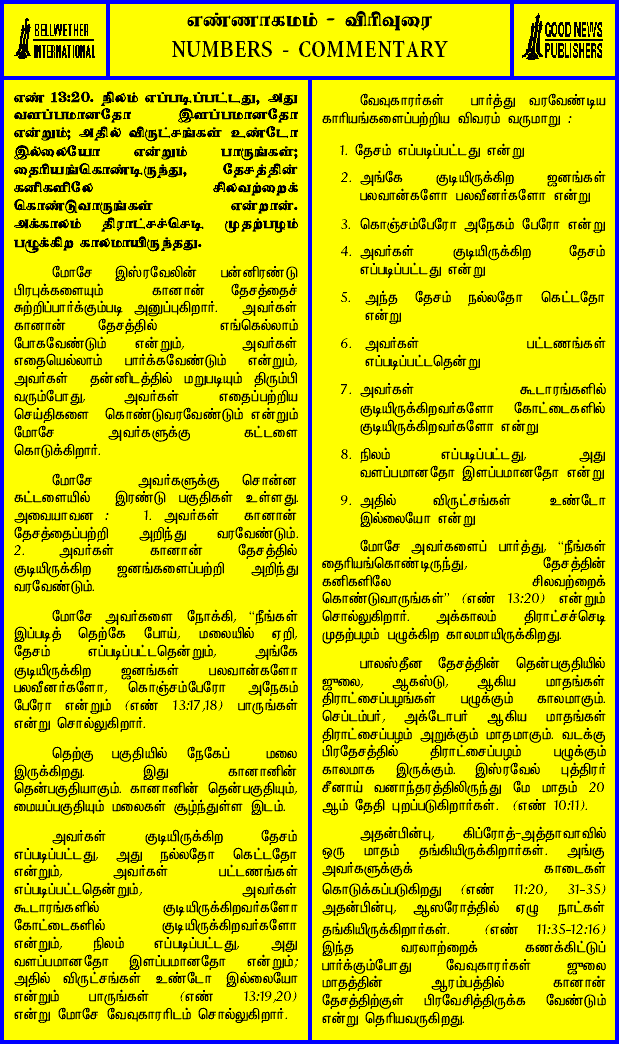 BELLWETHER
INTERNATIONAL
எண்ணாகமம் - விரிவுரை
NUMBERS - COMMENTARY
GOOD NEWS
PUBLISHERS
எண் 13:20. நிலம் எப்படிப்பட்டது, அது
வளப்பமானதோ இளப்பமானதோ
என்றும்; அதில் விருட்சங்கள் உண்டோ
இல்லையோ என்றும் பாருங்கள்;
தைரியங்கொண்டிருந்து, தேசத்தின்
கனிகளிலே சிலவற்றைக்
கொண்டுவாருங்கள் என்றான்.
அக்காலம் திராட்சச்செடி முதற்பழம்
பழுக்கிற காலமாயிருந்தது.
மோசே இஸ்ரவேலின் பன்னிரண்டு
பிரபுக்களையும் கானான் தேசத்தைச்
சுற்றிப்பார்க்கும்படி அனுப்புகிறார். அவர்கள்
கானான் தேசத்தில் எங்கெல்லாம்
போகவேண்டும் என்றும், அவர்கள்
எதையெல்லாம் பார்க்கவேண்டும் என்றும்,
அவர்கள் தன்னிடத்தில் மறுபடியும் திரும்பி
வரும்போது, அவர்கள் எதைப்பற்றிய
செய்திகளை கொண்டுவரவேண்டும் என்றும்
மோசே அவர்களுக்கு கட்டளை
கொடுக்கிறார்.
மோசே அவர்களுக்கு சொன்ன
கட்டளையில் இரண்டு பகுதிகள் உள்ளது.
அவையாவன : 1. அவர்கள் கானான்
தேசத்தைப்பற்றி அறிந்து வரவேண்டும்.
2. அவர்கள் கானான் தேசத்தில்
குடியிருக்கிற ஜனங்களைப்பற்றி அறிந்து
வரவேண்டும்.
மோசே அவர்களை நோக்கி, “நீங்கள்
இப்படித் தெற்கே போய், மலையில் ஏறி,
தேசம் எப்படிப்பட்டதென்றும், அங்கே
குடியிருக்கிற ஜனங்கள் பலவான்களோ
பலவீனர்களோ, கொஞ்சம்பேரோ அநேகம்
பேரோ என்றும் (எண் 13:17,18) பாருங்கள்
என்று சொல்லுகிறார்.
தெற்கு பகுதியில் நேகேப் மலை
இருக்கிறது. இது கானானின்
தென்பகுதியாகும். கானானின் தென்பகுதியும்,
மையப்பகுதியும் மலைகள் சூழ்ந்துள்ள இடம்.
அவர்கள் குடியிருக்கிற தேசம்
எப்படிப்பட்டது, அது நல்லதோ கெட்டதோ
என்றும், அவர்கள் பட்டணங்கள்
எப்படிப்பட்டதென்றும், அவர்கள்
கூடாரங்களில் குடியிருக்கிறவர்களோ
கோட்டைகளில் குடியிருக்கிறவர்களோ
என்றும், நிலம் எப்படிப்பட்டது, அது
வளப்பமானதோ இளப்பமானதோ என்றும்;
அதில் விருட்சங்கள் உண்டோ இல்லையோ
என்றும் பாருங்கள் (எண் 13:19,20)
என்று மோசே வேவுகாரரிடம் சொல்லுகிறார்.
வேவுகாரர்கள் பார்த்து வரவேண்டிய
காரியங்களைப்பற்றிய விவரம் வருமாறு :
1. தேசம் எப்படிப்பட்டது என்று
2. அங்கே குடியிருக்கிற ஜனங்கள்
பலவான்களோ பலவீனர்களோ என்று
3. கொஞ்சம்பேரோ அநேகம் பேரோ என்று
4. அவர்கள் குடியிருக்கிற தேசம்
எப்படிப்பட்டது என்று
5. அந்த தேசம் நல்லதோ கெட்டதோ
என்று
6. அவர்கள் பட்டணங்கள்
எப்படிப்பட்டதென்று
7. அவர்கள் கூடாரங்களில்
குடியிருக்கிறவர்களோ கோட்டைகளில்
குடியிருக்கிறவர்களோ என்று
8. நிலம் எப்படிப்பட்டது, அது
வளப்பமானதோ இளப்பமானதோ என்று
9. அதில் விருட்சங்கள் உண்டோ
இல்லையோ என்று
மோசே அவர்களைப் பார்த்து, “நீங்கள்
தைரியங்கொண்டிருந்து, தேசத்தின்
கனிகளிலே சிலவற்றைக்
கொண்டுவாருங்கள்” (எண் 13:20) என்றும்
சொல்லுகிறார். அக்காலம் திராட்சச்செடி
முதற்பழம் பழுக்கிற காலமாயிருக்கிறது.
பாலஸ்தீன தேசத்தின் தென்பகுதியில்
ஜுலை, ஆகஸ்டு, ஆகிய மாதங்கள்
திராட்சைப்பழங்கள் பழுக்கும் காலமாகும்.
செப்டம்பர், அக்டோபர் ஆகிய மாதங்கள்
திராட்சைப்பழம் அறுக்கும் மாதமாகும். வடக்கு
பிரதேசத்தில் திராட்சைப்பழம் பழுக்கும்
காலமாக இருக்கும். இஸ்ரவேல் புத்திரர்
சீனாய் வனாந்தரத்திலிருந்து மே மாதம் 20
ஆம் தேதி புறப்படுகிறார்கள். (எண் 10:11).
அதன்பின்பு, கிப்ரோத்-அத்தாவாவில்
ஒரு மாதம் தங்கியிருக்கிறார்கள். அங்கு
அவர்களுக்குக் காடைகள்
கொடுக்கப்படுகிறது (எண் 11:20, 31-35)
அதன்பின்பு, ஆஸரோத்தில் ஏழு நாட்கள்
தங்கியிருக்கிறார்கள். (எண் 11:35-12:16)
இந்த வரலாற்றைக் கணக்கிட்டுப்
பார்க்கும்போது வேவுகாரர்கள் ஜுலை
மாதத்தின் ஆரம்பத்தில் கானான்
தேசத்திற்குள் பிரவேசித்திருக்க வேண்டும்
என்று தெரியவருகிறது.